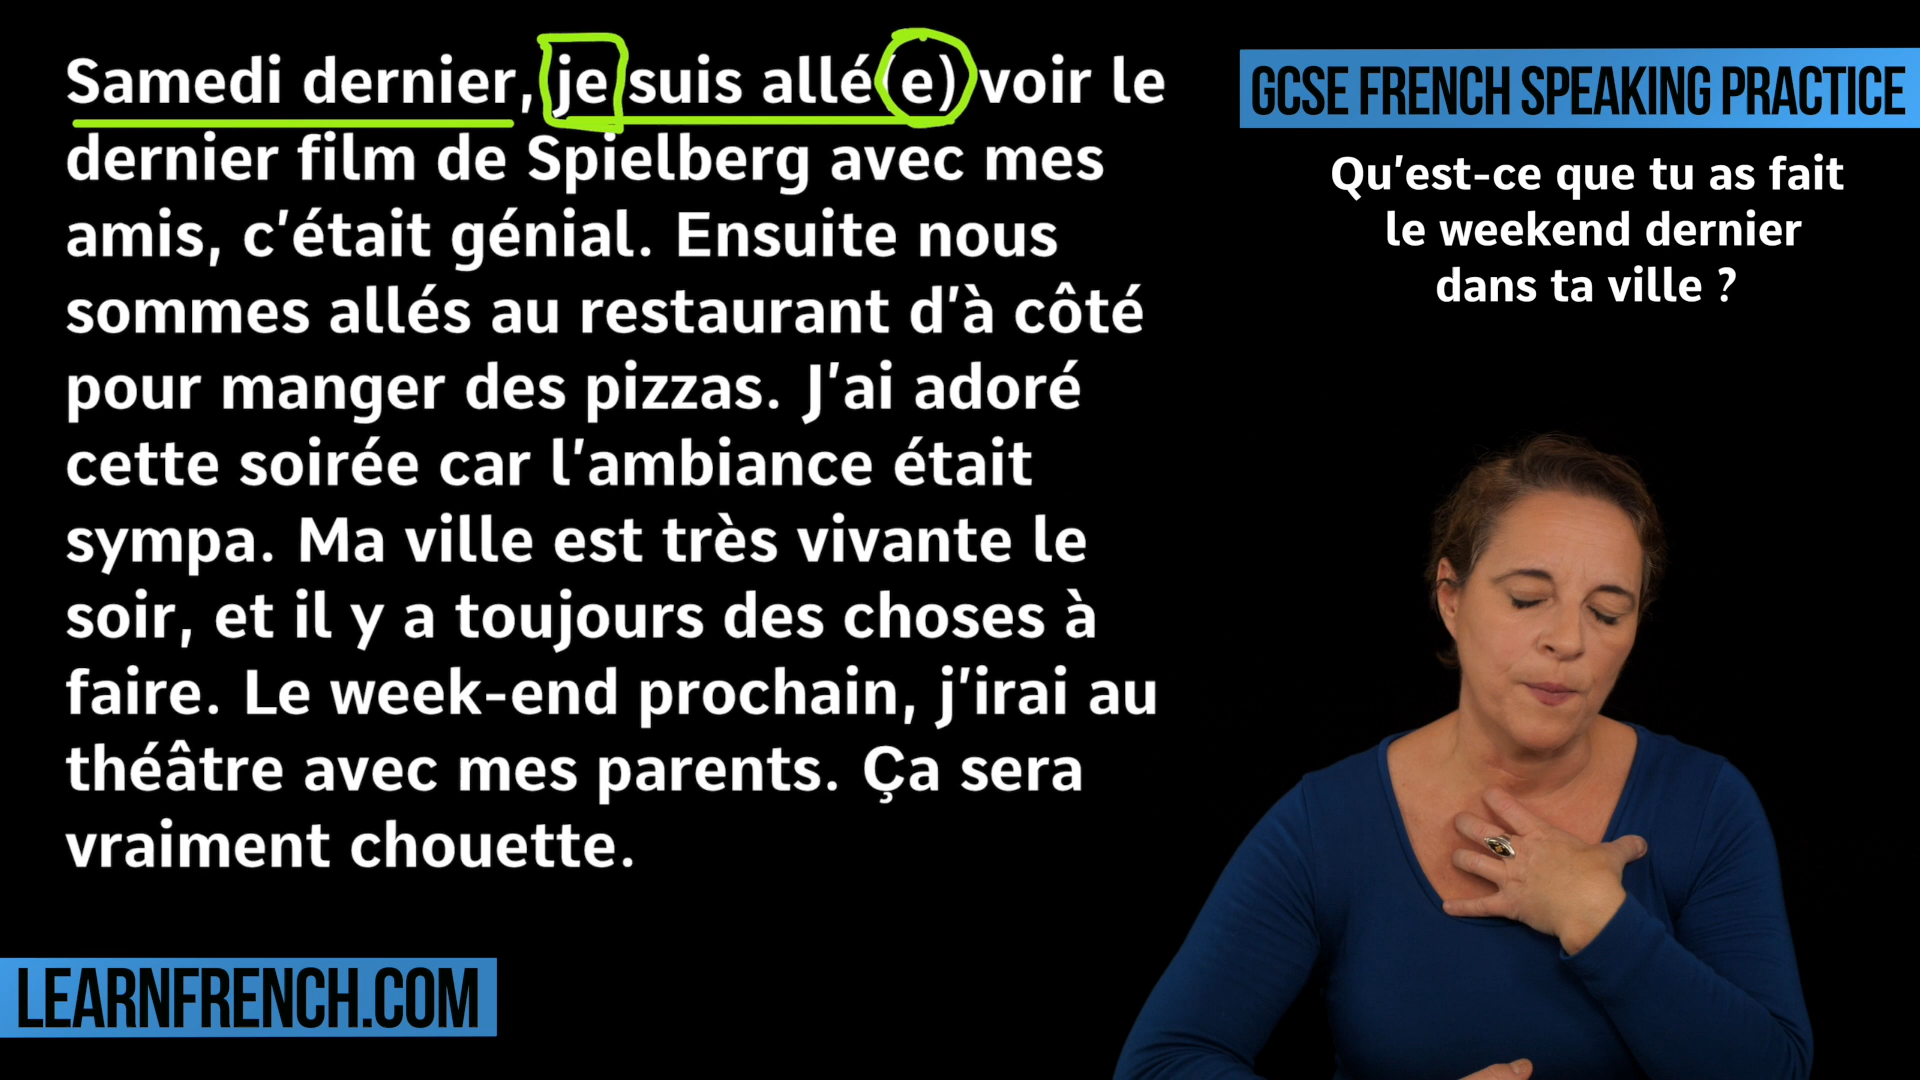 Samedi dernier, je suis allé(e) voir le
dernier film de Spielberg avec mes
amis, c'était génial. Ensuite nous
sommes allés au restaurant d'à côté
pour manger des pizzas. J'ai adoré
cette soirée car l'ambiance était
sympa. Ma ville est très vivante le
soir, et il y a toujours des choses à
faire. Le week-end prochain, j'irai au
théâtre avec mes parents. Ça sera
vraiment chouette.
GCSE FRENCH SPEAKING PRACTICE
Qu'est-ce que tu as fait
le weekend dernier
dans ta ville ?
LEARNFRENCH.COM